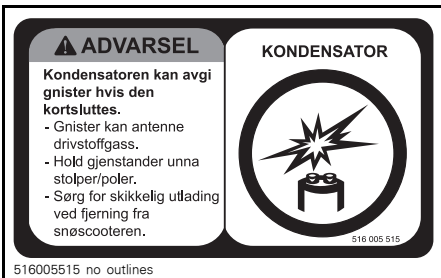 ADVARSEL
Kondensatoren kan avgi
gnister hvis den
kortsluttes.
- Gnister kan antenne
drivstoffgass.
- Hold gjenstander unna
stolper/poler.
- Sørg for skikkelig utlading
ved fjerning fra
snøscooteren.
KONDENSATOR
516 005 515
516005515 no outlines